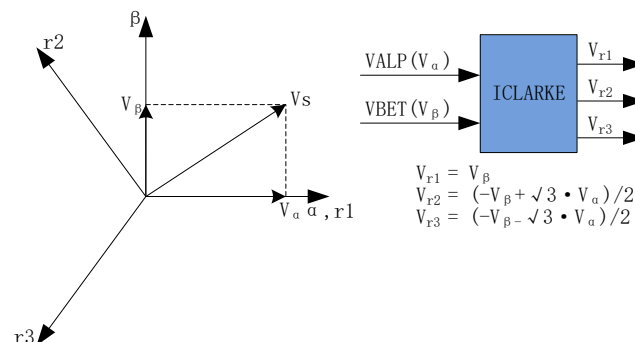 β
r2
Vβ
Vs
Vα α,r1
r3
VALP(Vα)
VBET(Vβ)
ICLARKE
Vr1
Vr2
Vr3
Vr1 = Vβ
Vr2 = (-Vβ+√3•Vα)/2
Vr3 = (-Vβ-√3•Vα)/2